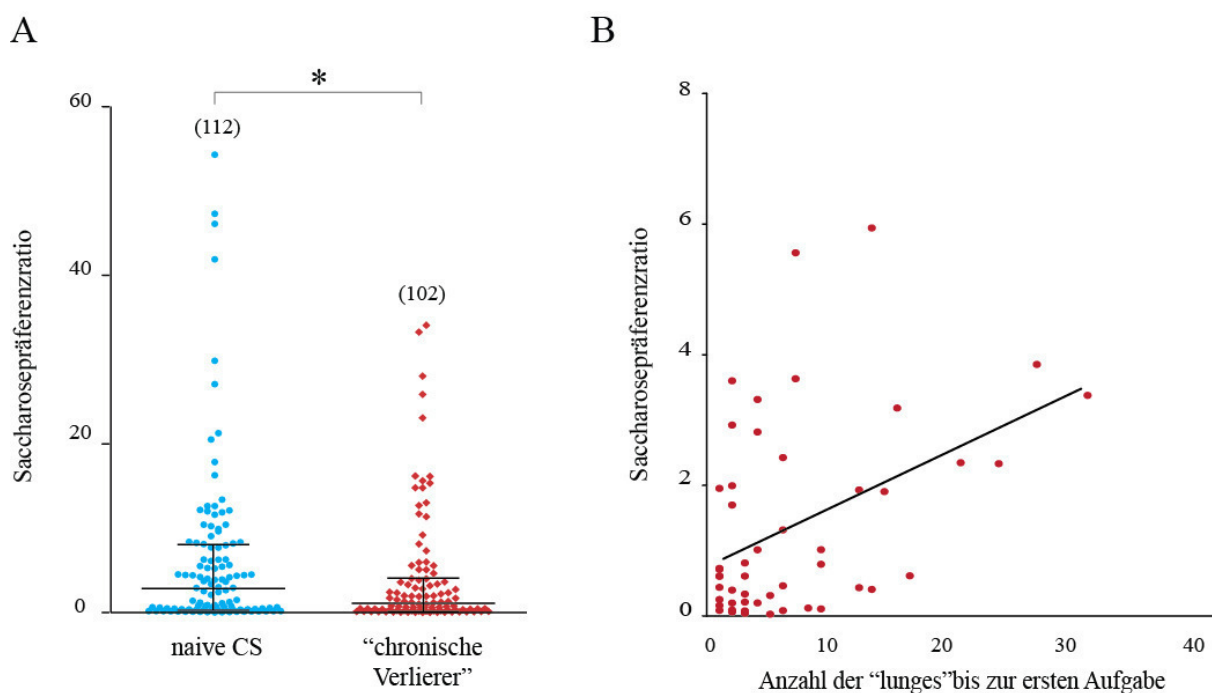 A
*
60
(112)
(102)
40
20
0
Saccharosepräferenzratio
naive CS
“chronische
Verlierer”
B
8
6
4
2
0
Saccharosepräferenzratio
0 10 20 30 40
Anzahl der “lunges”bis zur ersten Aufgabe